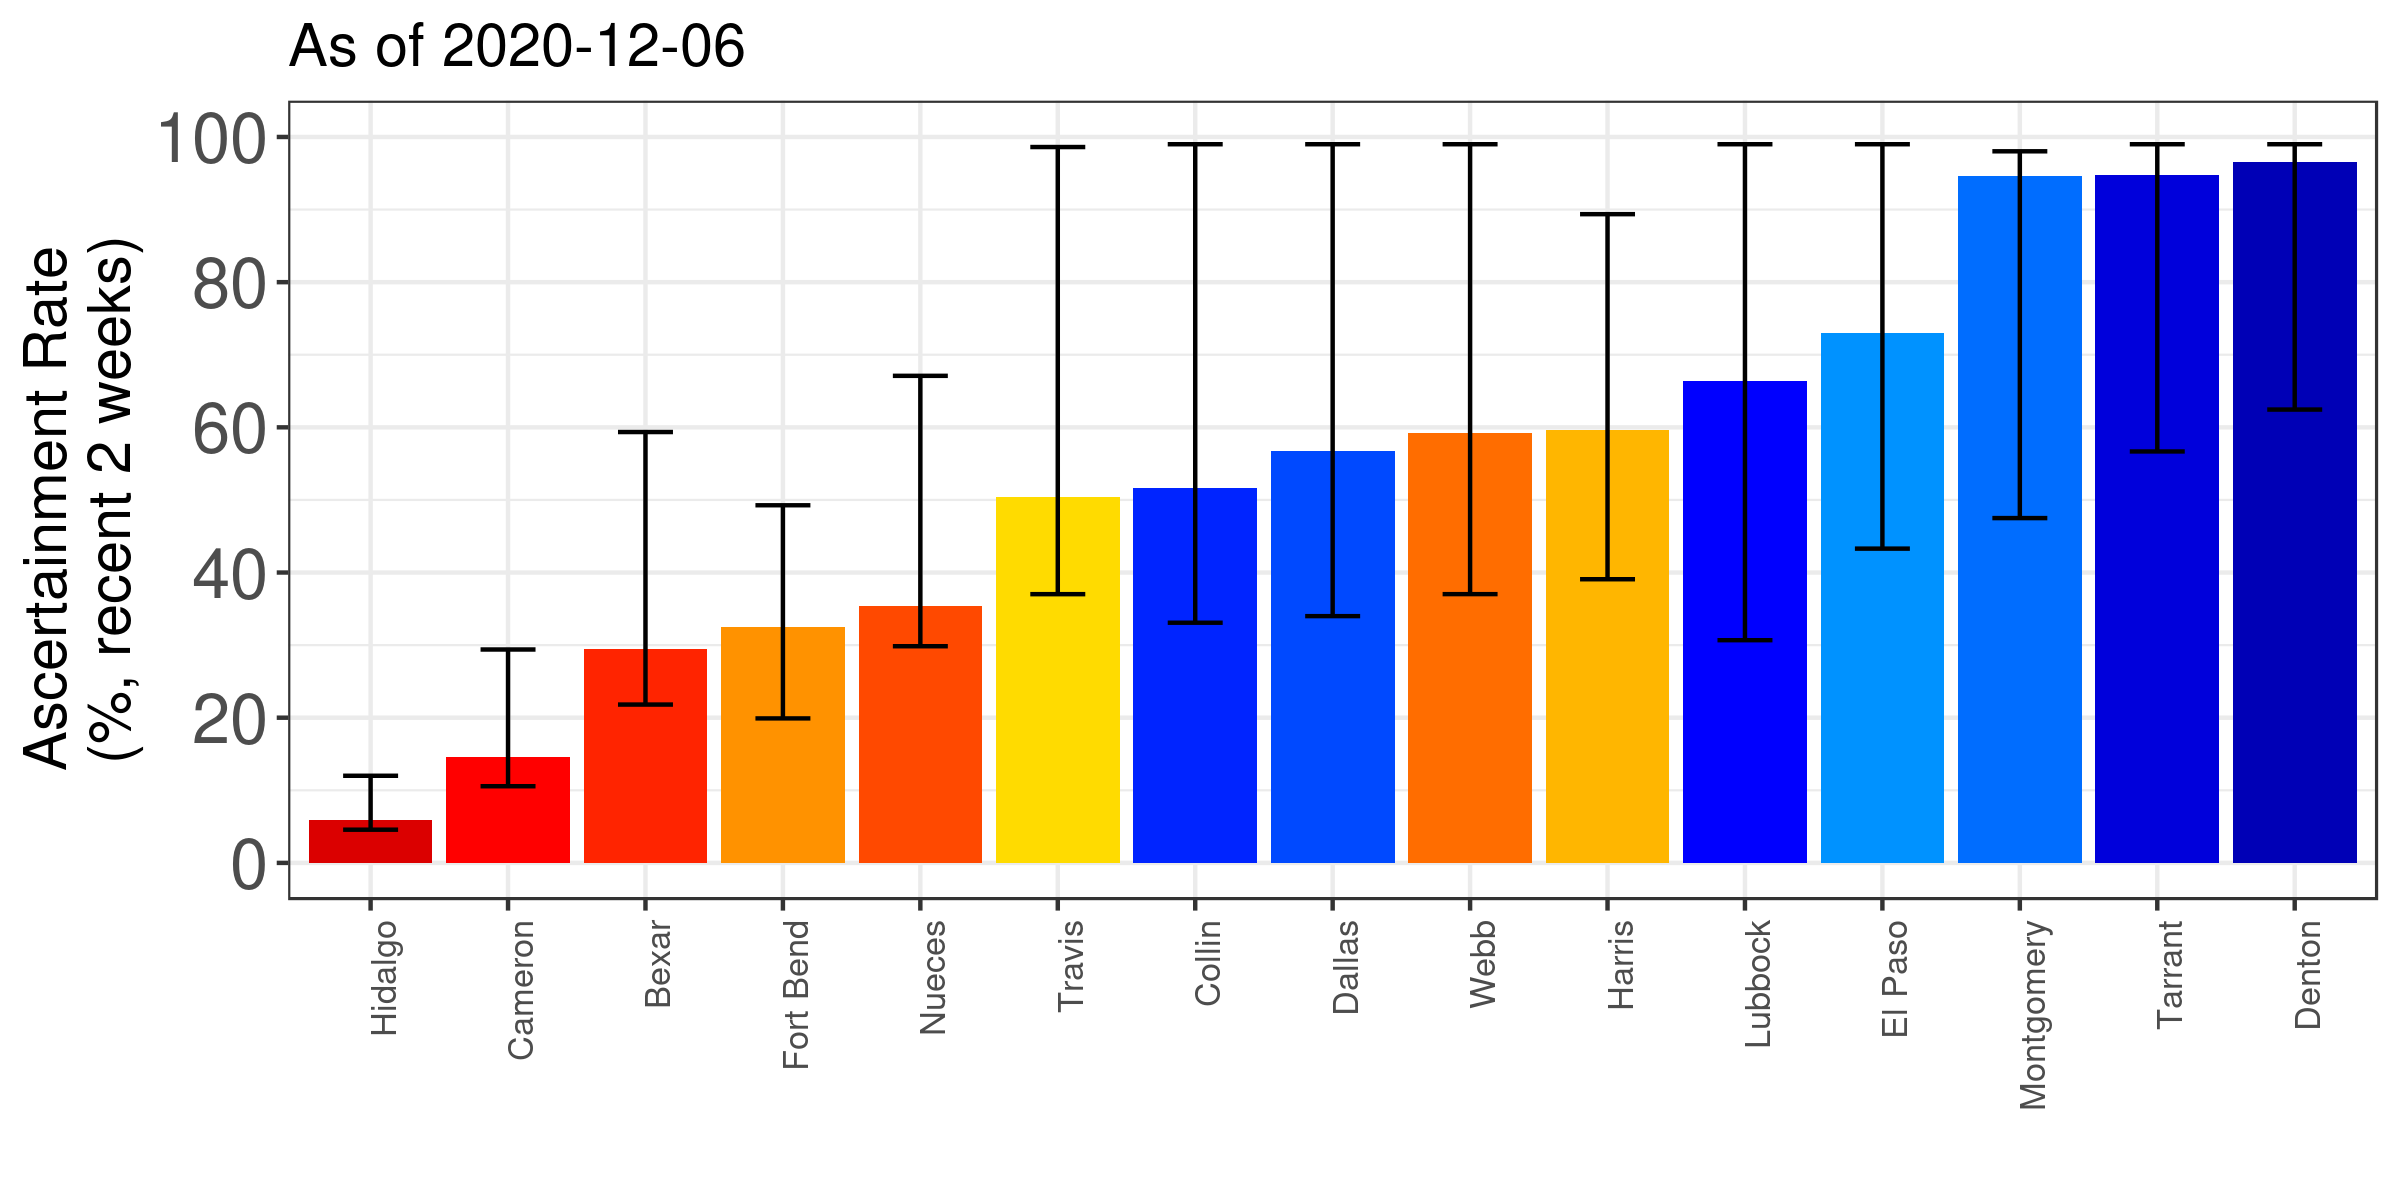 As of 2020-12-06
Ascertainment Rate
(%, recent 2 weeks)
100
80
60
40
20
0
Hidalgo
Cameron
Bexar
Fort Bend
Nueces
Travis
Collin
Dallas
Webb
Harris
Lubbock
El Paso
Montgomery
Tarrant
Denton